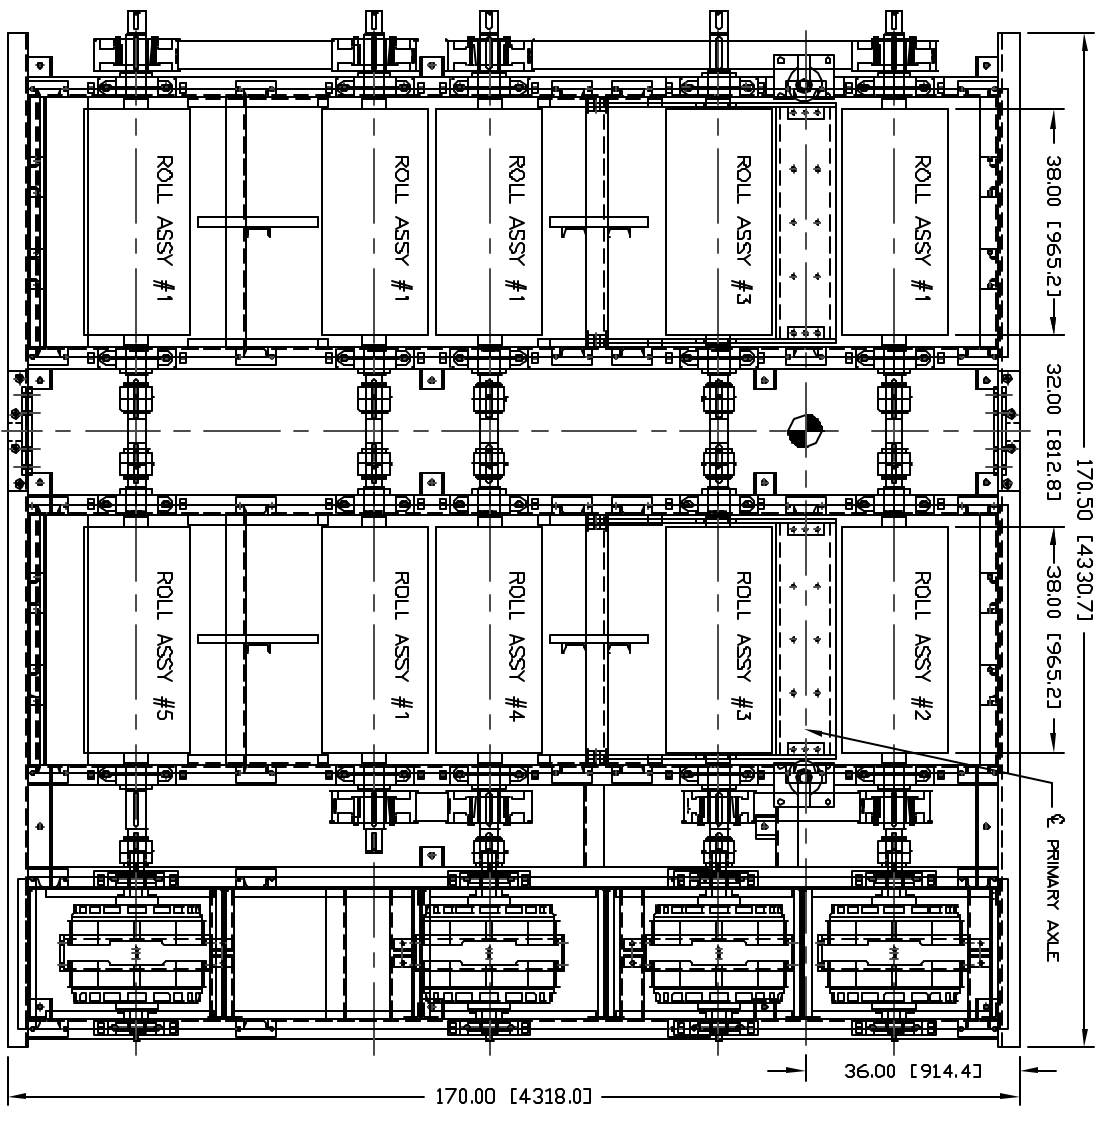 ROLL ASSY #1
ROLL ASSY #1
ROLL ASSY #1
ROLL ASSY #3
ROLL ASSY #1
38.00 [965.2]
32.00 [812.8]
170.50 [4330.7]
ROLL ASSY #5
ROLL ASSY #1
ROLL ASSY #4
ROLL ASSY #3
ROLL ASSY #2
38.00 [965.2]
℄ PRIMARY AXLE
36.00 [914.4]
170.00 [4318.0]